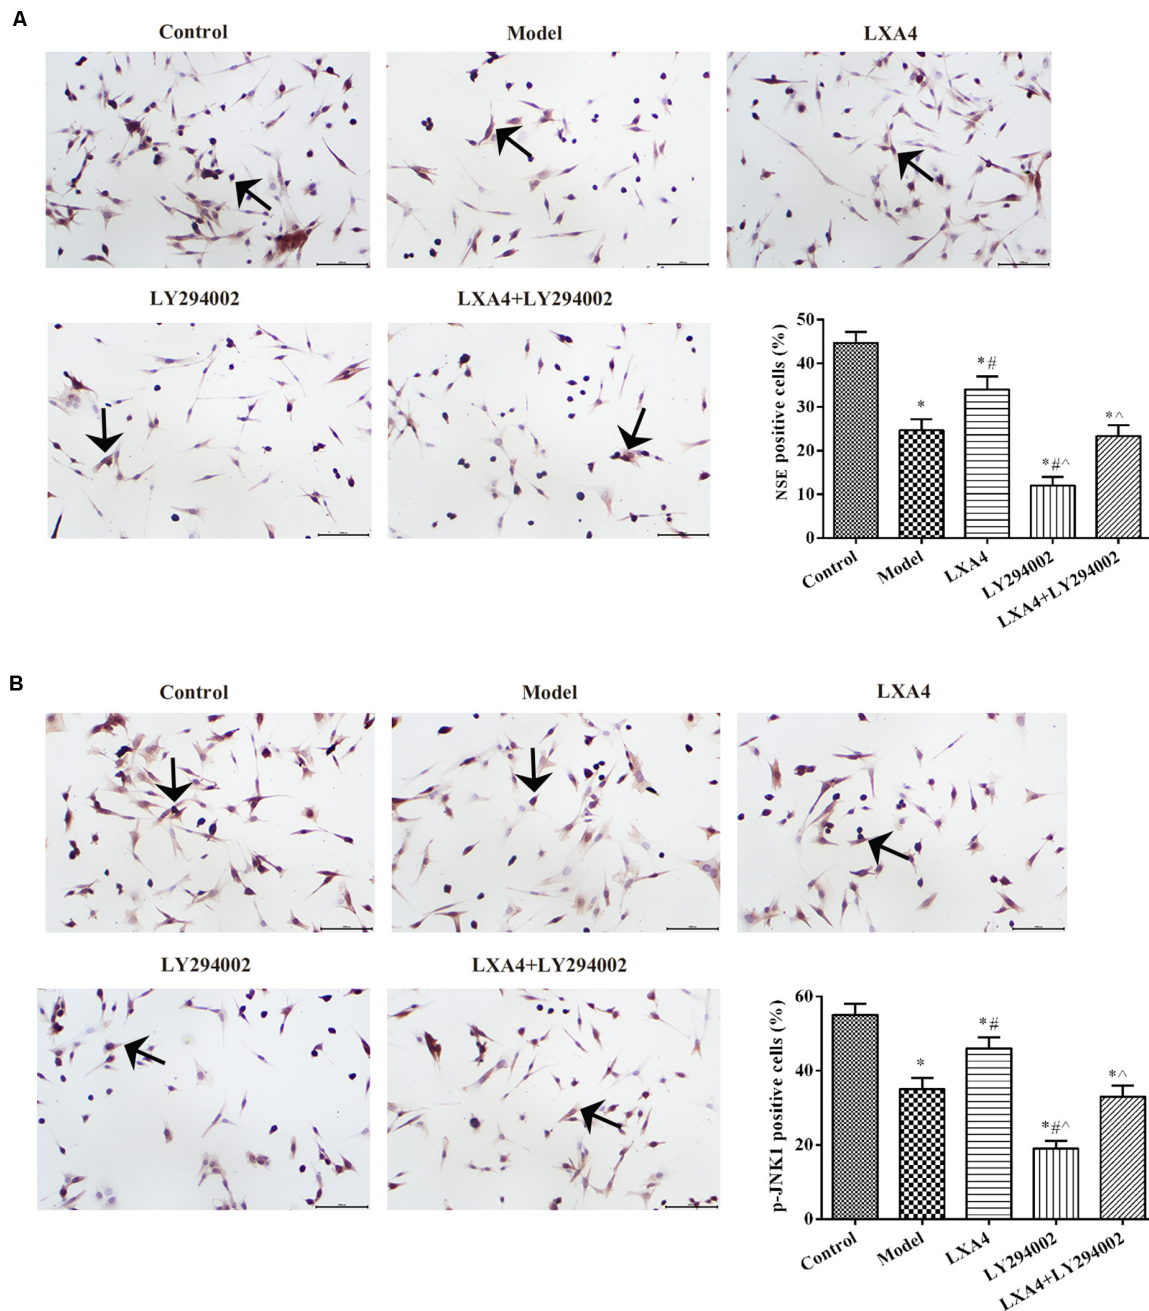 A
Control
Model
LXA4
LY294002
LXA4+LY294002
NSE positive cells (%)
50
40
30
20
10
0
*
*#
*#^
*^
Control
Model
LXA4
LY294002
LXA4+LY294002
B
Control
Model
LXA4
LY294002
LXA4+LY294002
p-JNK1 positive cells (%)
60
40
20
0
*
*#
*#^
*^
Control
Model
LXA4
LY294002
LXA4+LY294002